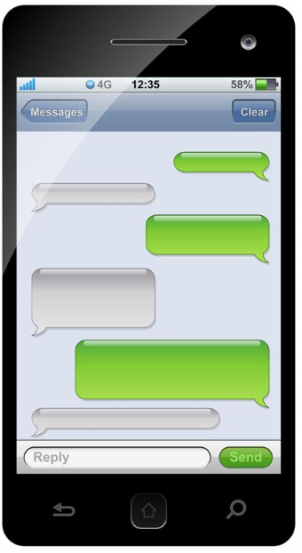 4G 12:35 58%
Messages Clear
Reply Send